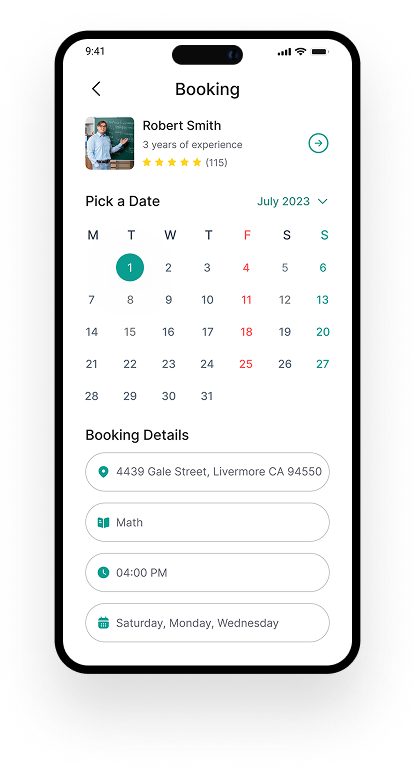 9:41
Booking
Robert Smith
3 years of experience
(115)
Pick a Date
July 2023
M T W T F S S
1 2 3 4 5 6
7 8 9 10 11 12 13
14 15 16 17 18 19 20
21 22 23 24 25 26 27
28 29 30 31
Booking Details
4439 Gale Street, Livermore CA 94550
Math
04:00 PM
Saturday, Monday, Wednesday